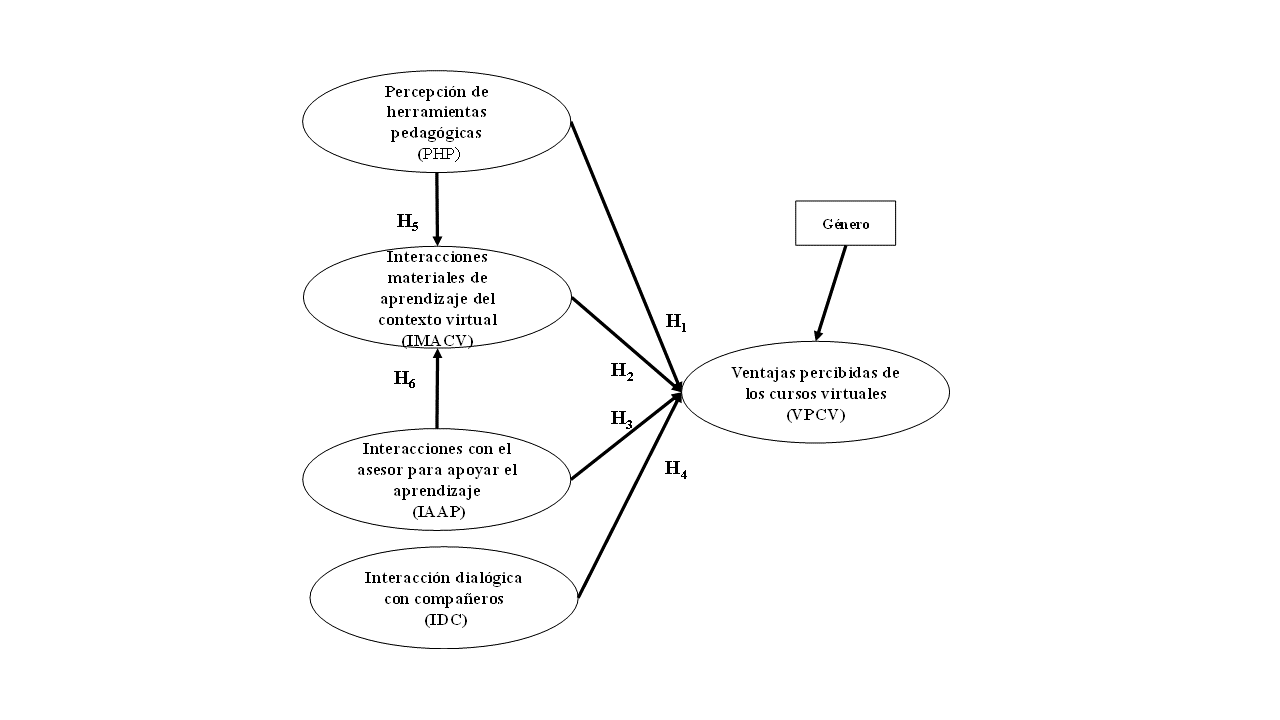 Percepción de
herramientas
pedagógicas
(PHP)
H5
Interacciones
materiales de
aprendizaje del
contexto virtual
(IMACV)
H6
Interacciones con el
asesor para apoyar el
aprendizaje
(IAAP)
Interacción dialógica
con compañeros
(IDC)
H1
H2
H3
H4
Género
Ventajas percibidas de
los cursos virtuales
(VPCV)